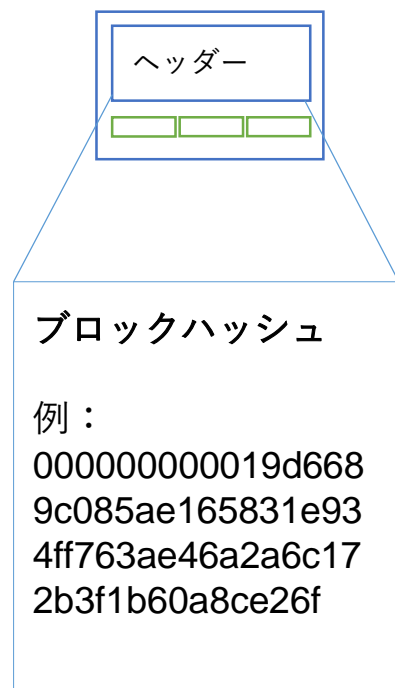 ヘッダー
ブロックハッシュ
例：
000000000019d668
9c085ae165831e93
4ff763ae46a2a6c17
2b3f1b60a8ce26f